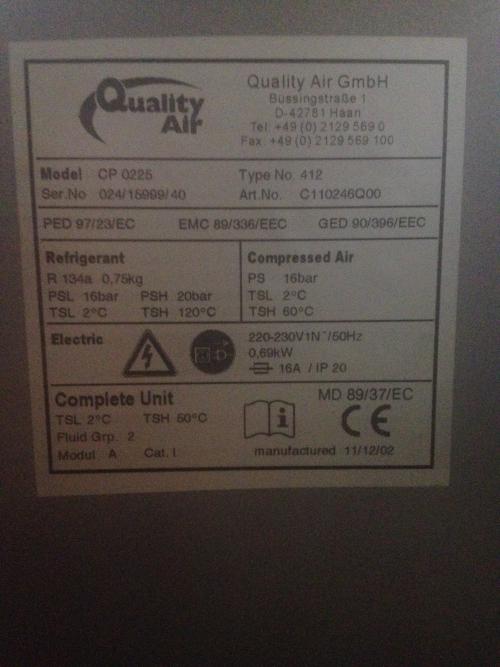 Quality
Air
Quality Air GmbH
Büssingstraße 1
D-42781 Haan
Tel: +49 (0) 2129 569 0
Fax: +49 (0) 2129 569 100
Model CP 0225 Type No. 412
Ser.No 024/15999/40 Art.No. C110246Q00
PED 97/23/EC EMC 89/336/EEC GED 90/396/EEC
Refrigerant
R 134a 0,75kg
PSL 16bar PSH 20bar
TSL 2°C TSH 120°C
Compressed Air
PS 16bar
TSL 2°C
TSH 60°C
Electric
220-230V1N~/50Hz
0,69kW
16A / IP 20
Complete Unit
TSL 2°C TSH 50°C
Fluid Grp. 2
Modul A Cat. I
MD 89/37/EC
CE
manufactured 11/12/02